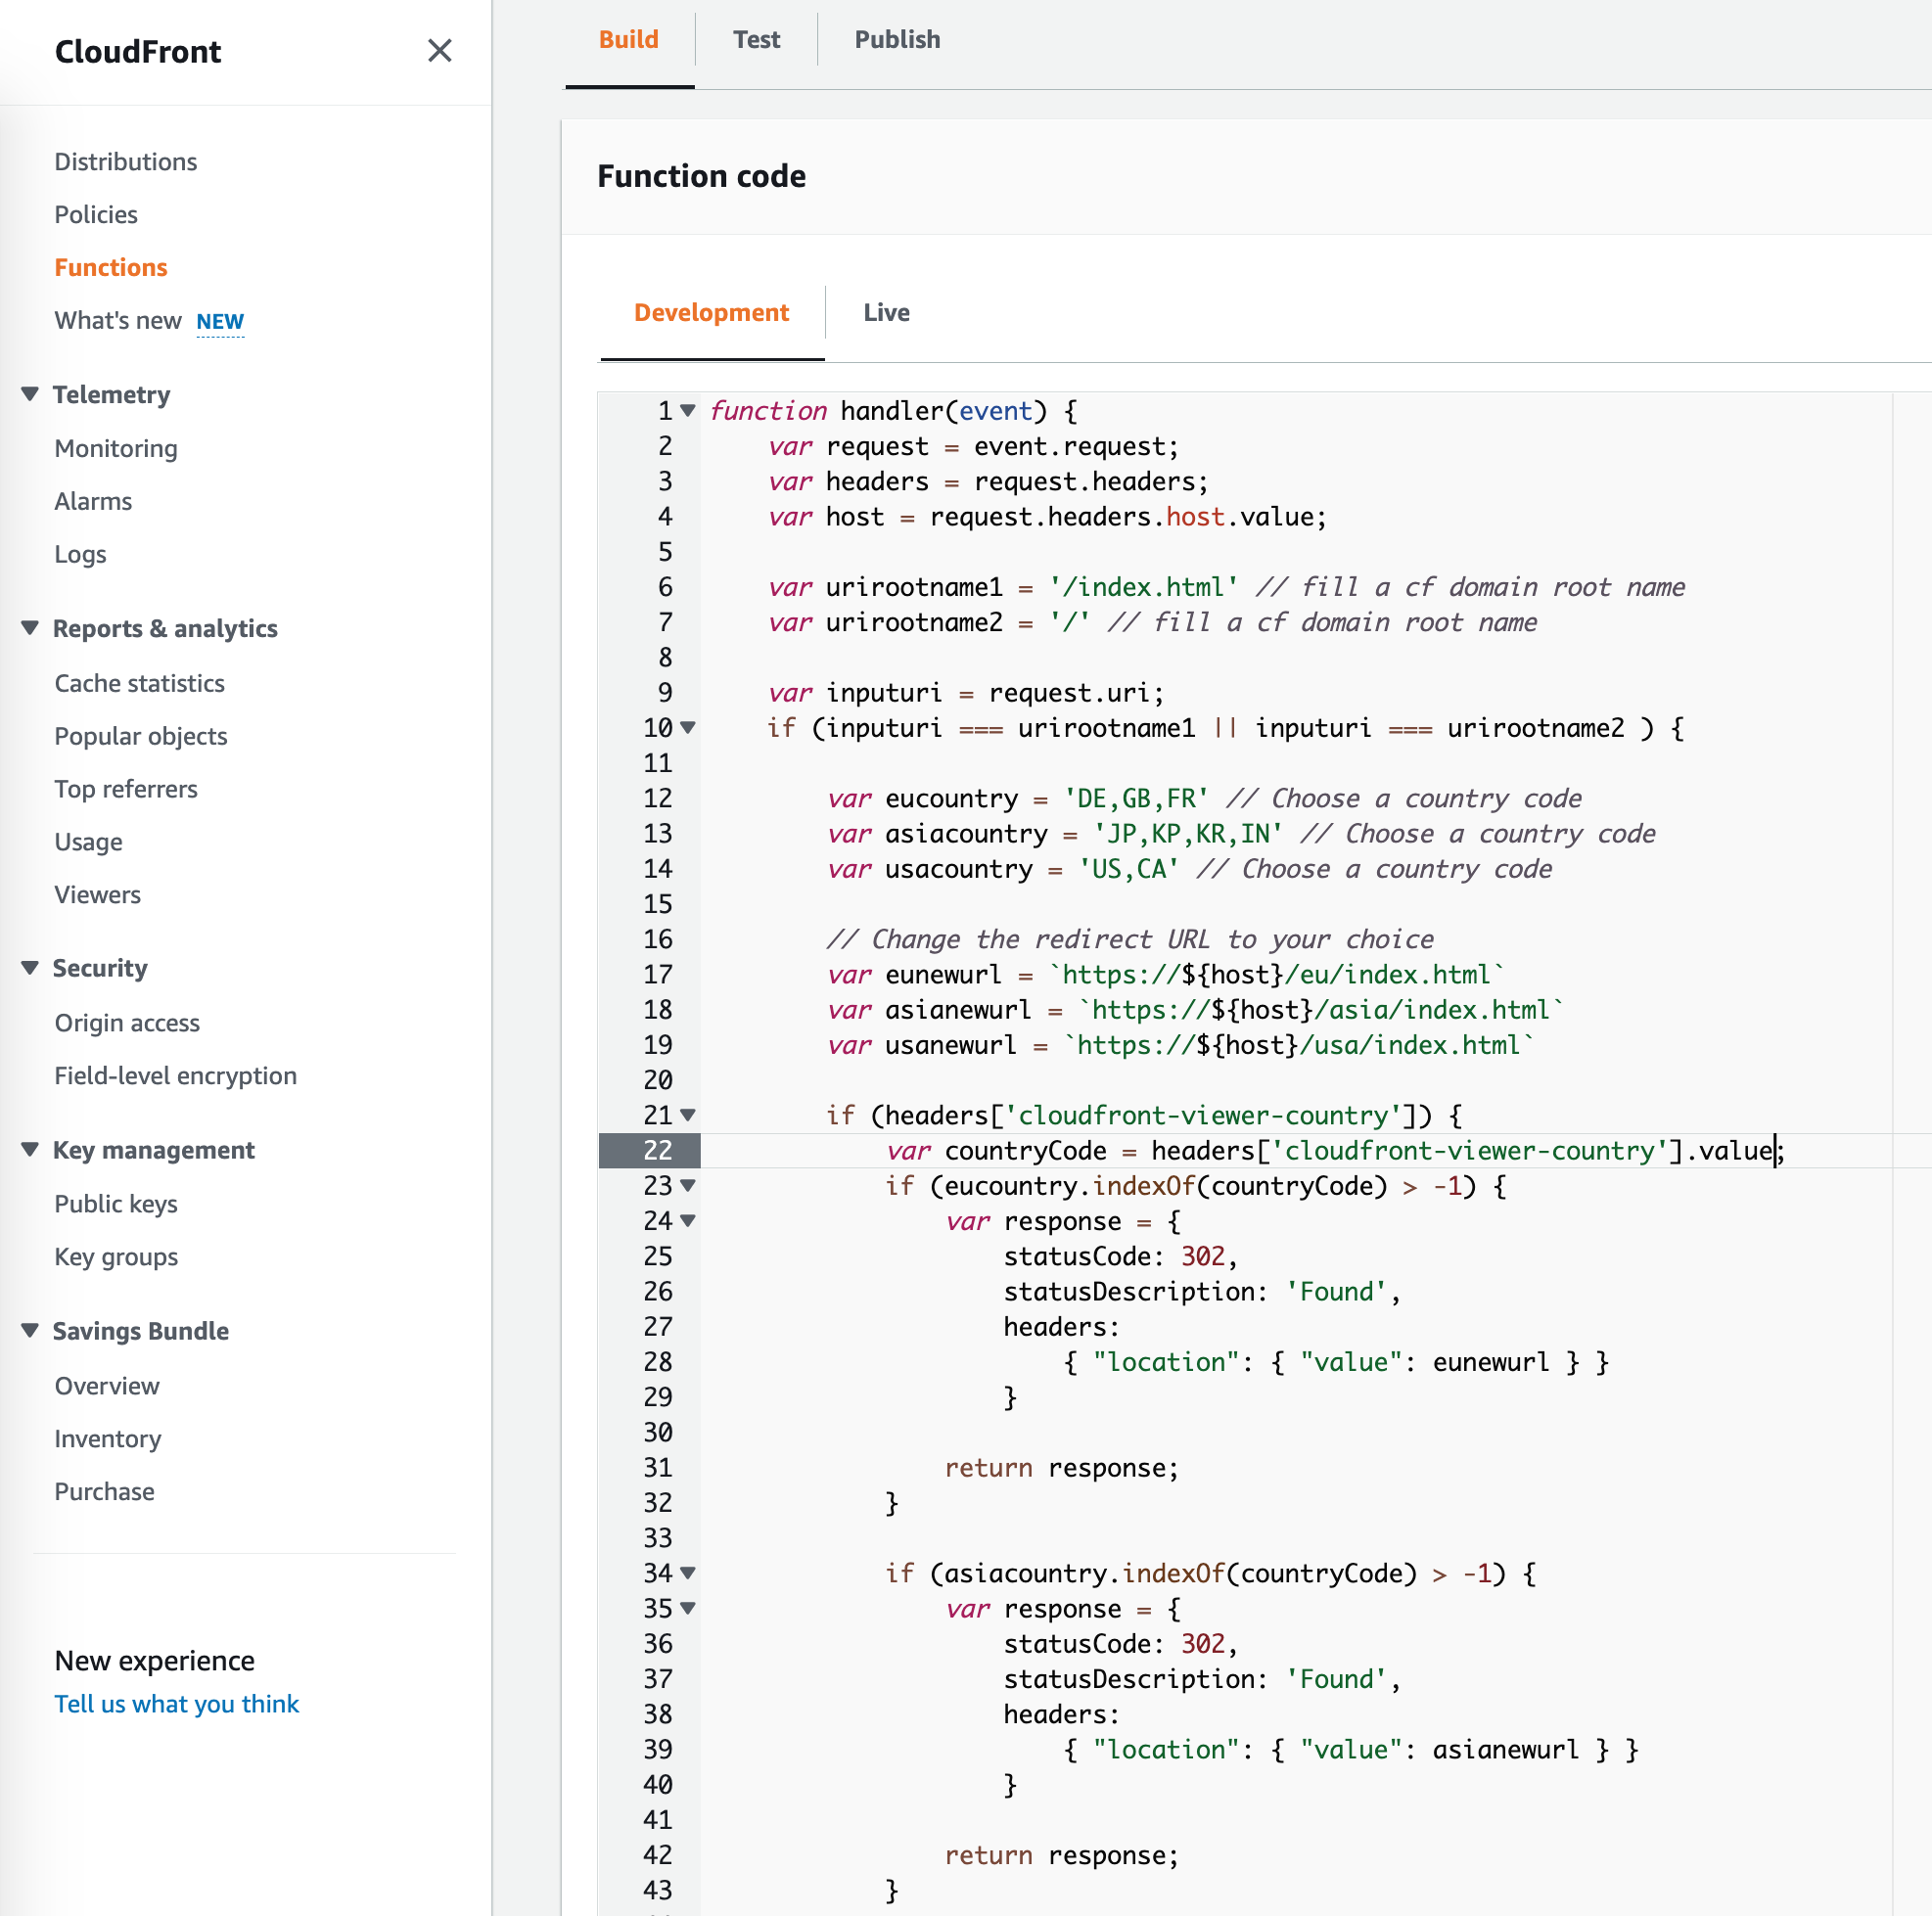 CloudFront
Distributions
Policies
Functions
What's new NEW
Telemetry
Monitoring
Alarms
Logs
Reports & analytics
Cache statistics
Popular objects
Top referrers
Usage
Viewers
Security
Origin access
Field-level encryption
Key management
Public keys
Key groups
Savings Bundle
Overview
Inventory
Purchase
New experience
Tell us what you think
Build Test Publish
Function code
Development Live
1 function handler(event) {
2     var request = event.request;
3     var headers = request.headers;
4     var host = request.headers.host.value;
5
6     var urirootname1 = '/index.html' // fill a cf domain root name
7     var urirootname2 = '/' // fill a cf domain root name
8
9     var inputuri = request.uri;
10     if (inputuri === urirootname1 || inputuri === urirootname2 ) {
11
12         var eucountry = 'DE,GB,FR' // Choose a country code
13         var asiacountry = 'JP,KP,KR,IN' // Choose a country code
14         var usacountry = 'US,CA' // Choose a country code
15
16         // Change the redirect URL to your choice
17         var eunewurl = `https://${host}/eu/index.html`
18         var asianewurl = `https://${host}/asia/index.html`
19         var usanewurl = `https://${host}/usa/index.html`
20
21         if (headers['cloudfront-viewer-country']) {
22             var countryCode = headers['cloudfront-viewer-country'].value;
23             if (eucountry.indexOf(countryCode) > -1) {
24                 var response = {
25                     statusCode: 302,
26                     statusDescription: 'Found',
27                     headers:
28                         { "location": { "value": eunewurl } }
29                     }
30
31                 return response;
32             }
33
34             if (asiacountry.indexOf(countryCode) > -1) {
35                 var response = {
36                     statusCode: 302,
37                     statusDescription: 'Found',
38                     headers:
39                         { "location": { "value": asianewurl } }
40                     }
41
42                 return response;
43             }